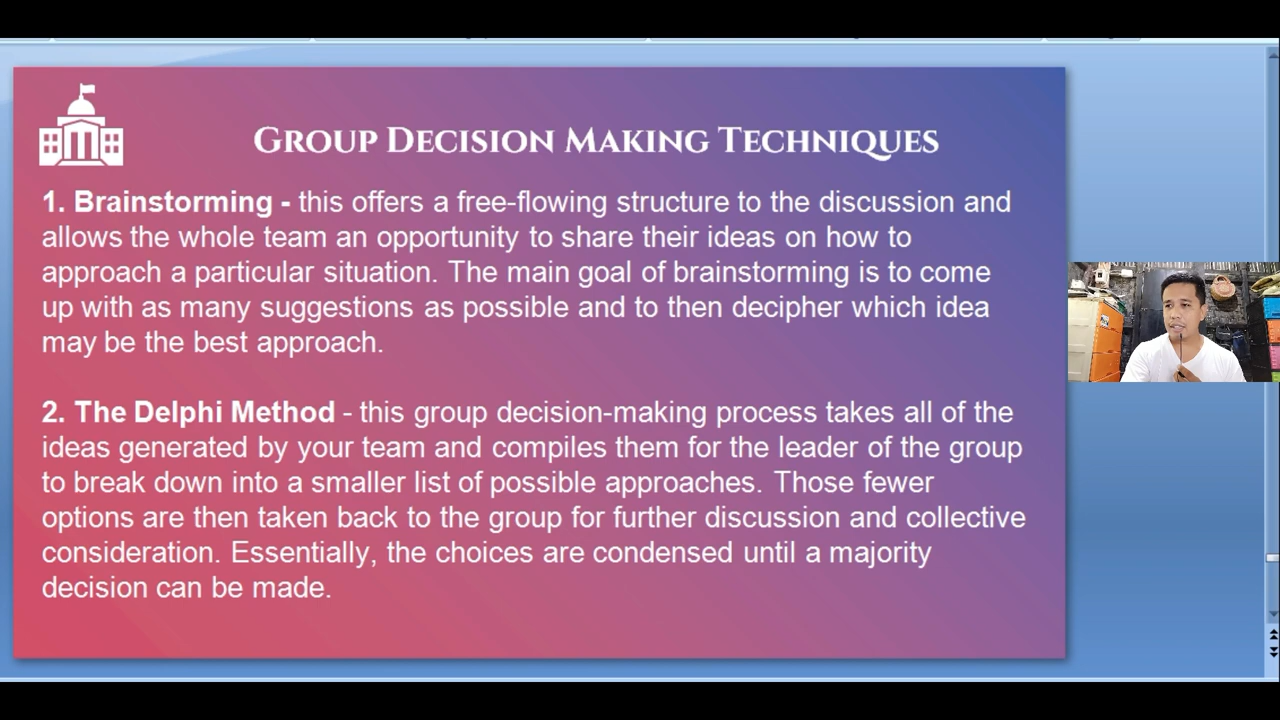 GROUP DECISION MAKING TECHNIQUES
1. Brainstorming - this offers a free-flowing structure to the discussion and
allows the whole team an opportunity to share their ideas on how to
approach a particular situation. The main goal of brainstorming is to come
up with as many suggestions as possible and to then decipher which idea
may be the best approach.
2. The Delphi Method - this group decision-making process takes all of the
ideas generated by your team and compiles them for the leader of the group
to break down into a smaller list of possible approaches. Those fewer
options are then taken back to the group for further discussion and collective
consideration. Essentially, the choices are condensed until a majority
decision can be made.